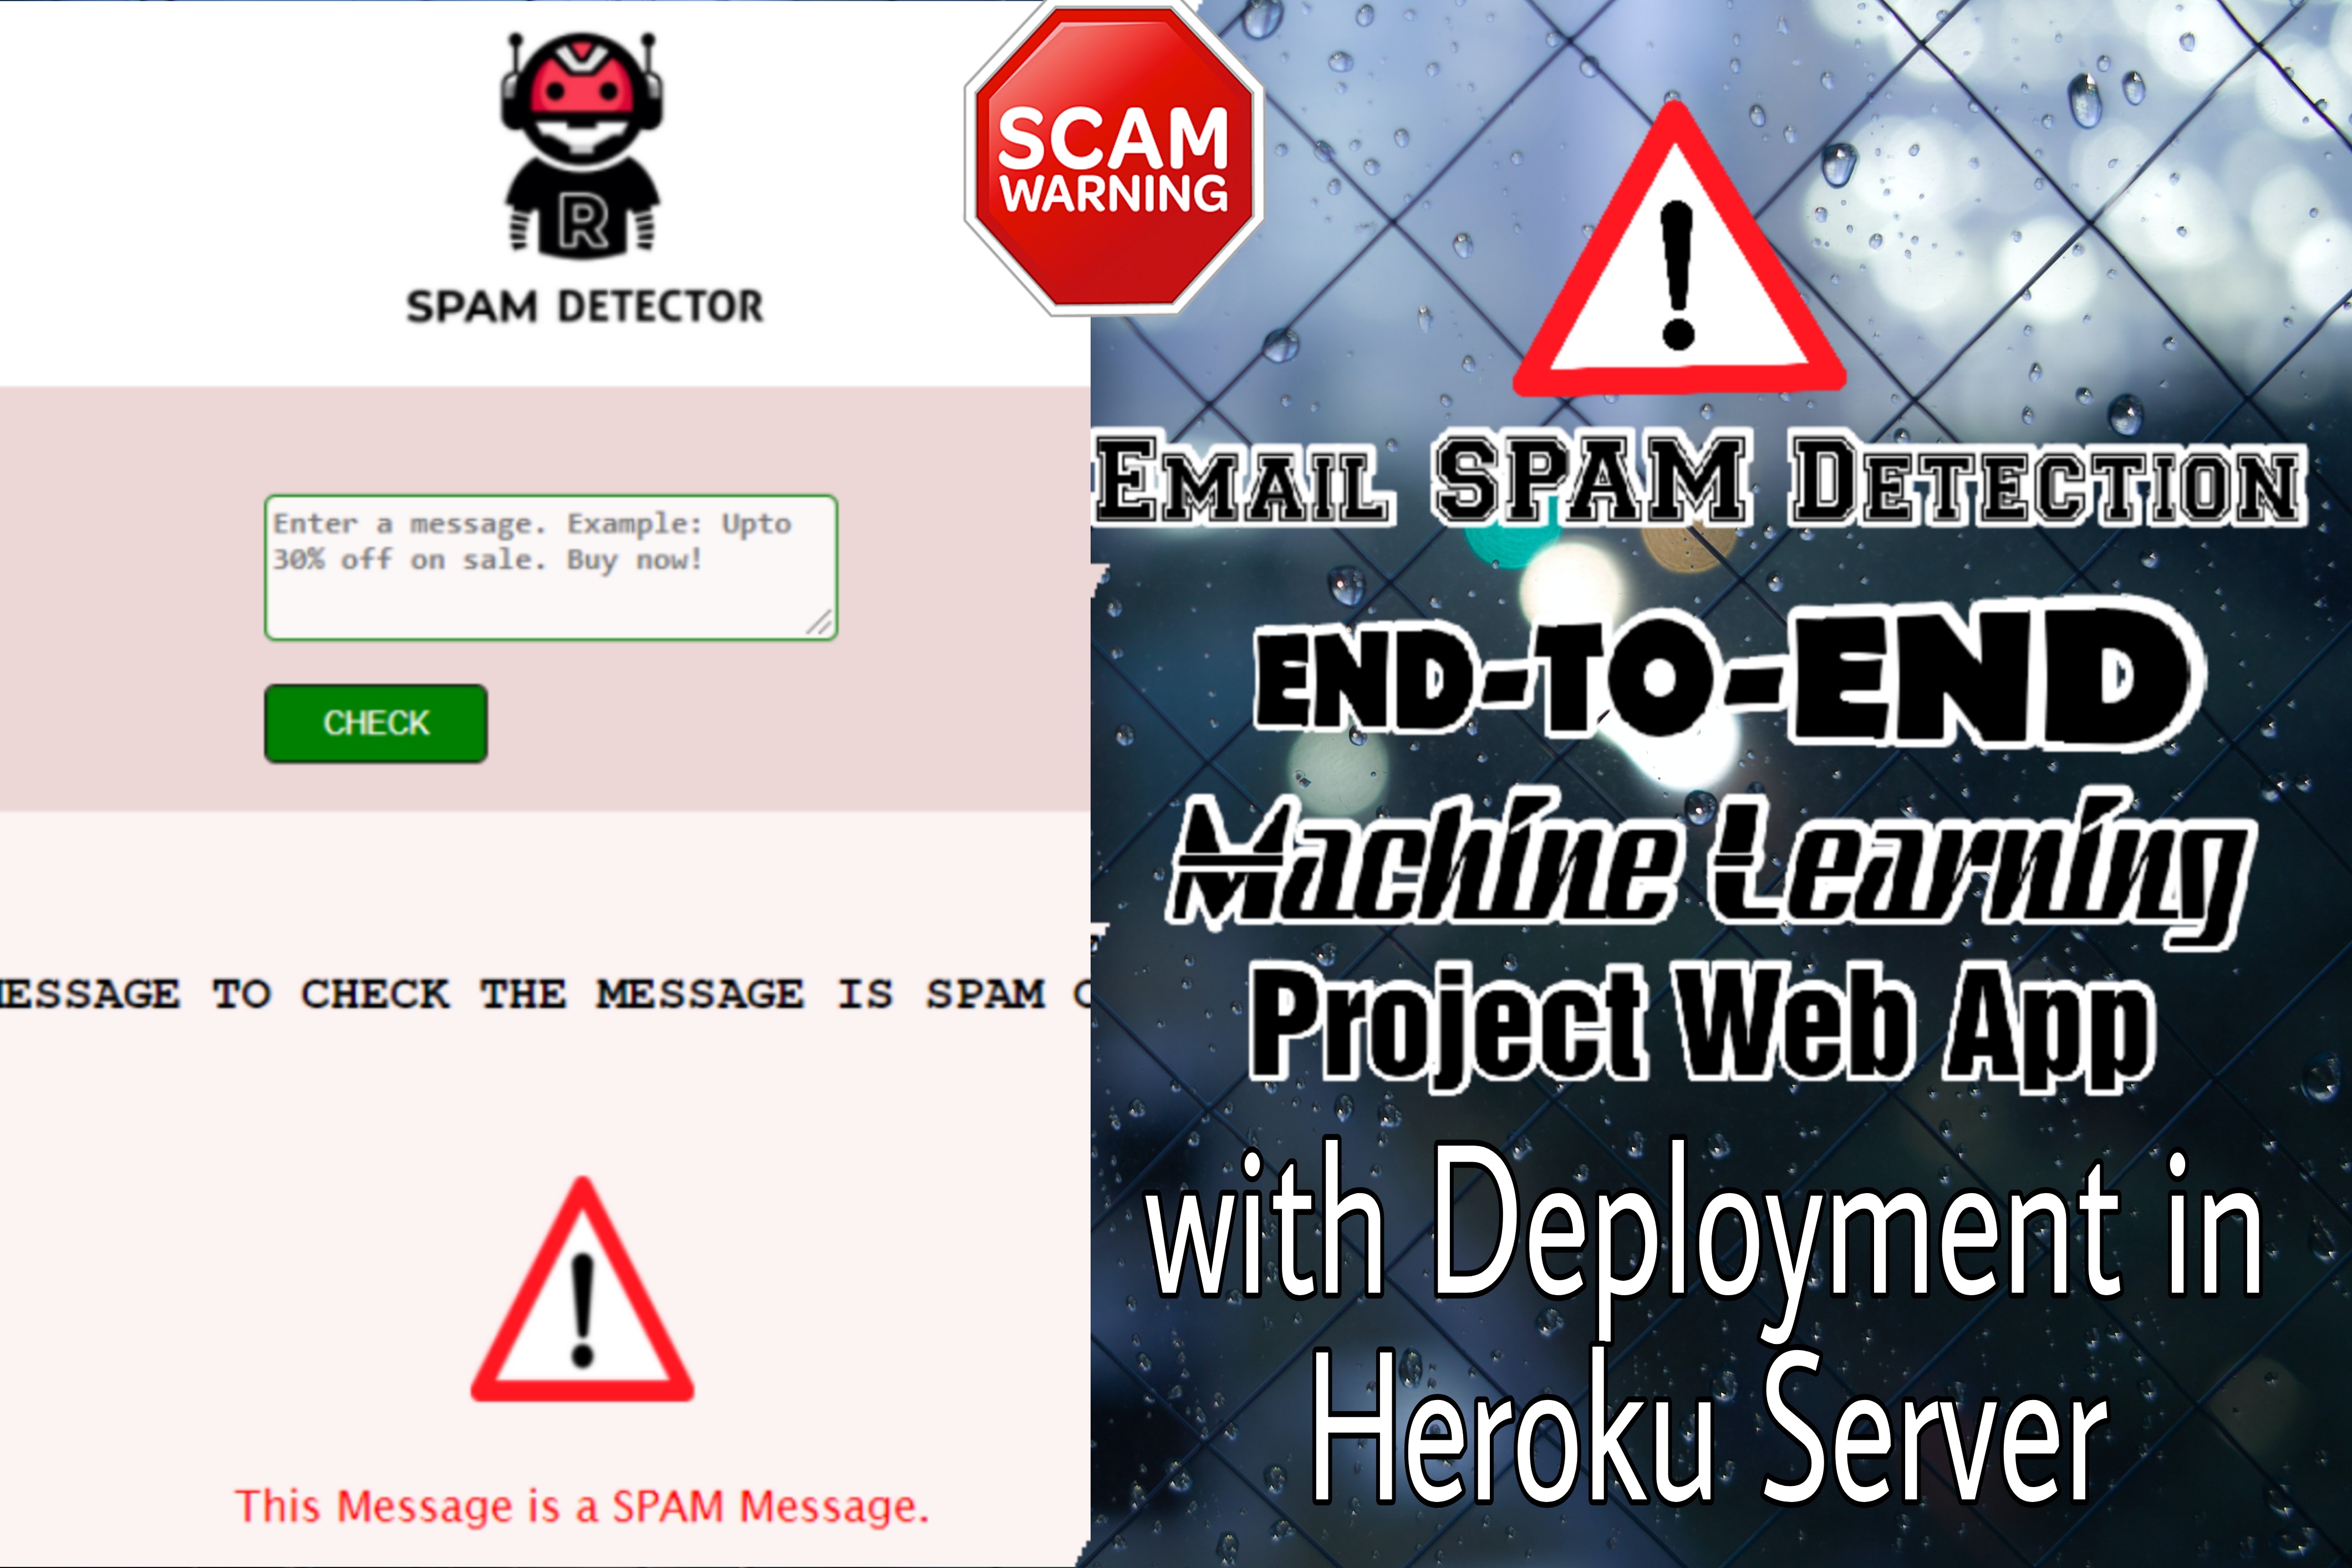 R
SPAM DETECTOR
Enter a message. Example: Upto
30% off on sale. Buy now!
CHECK
MESSAGE TO CHECK THE MESSAGE IS SPAM
This Message is a SPAM Message.
SCAM
WARNING
EMAIL SPAM DETECTION
END-TO-END
Machine Learning
Project Web App
with Deployment in
Heroku Server